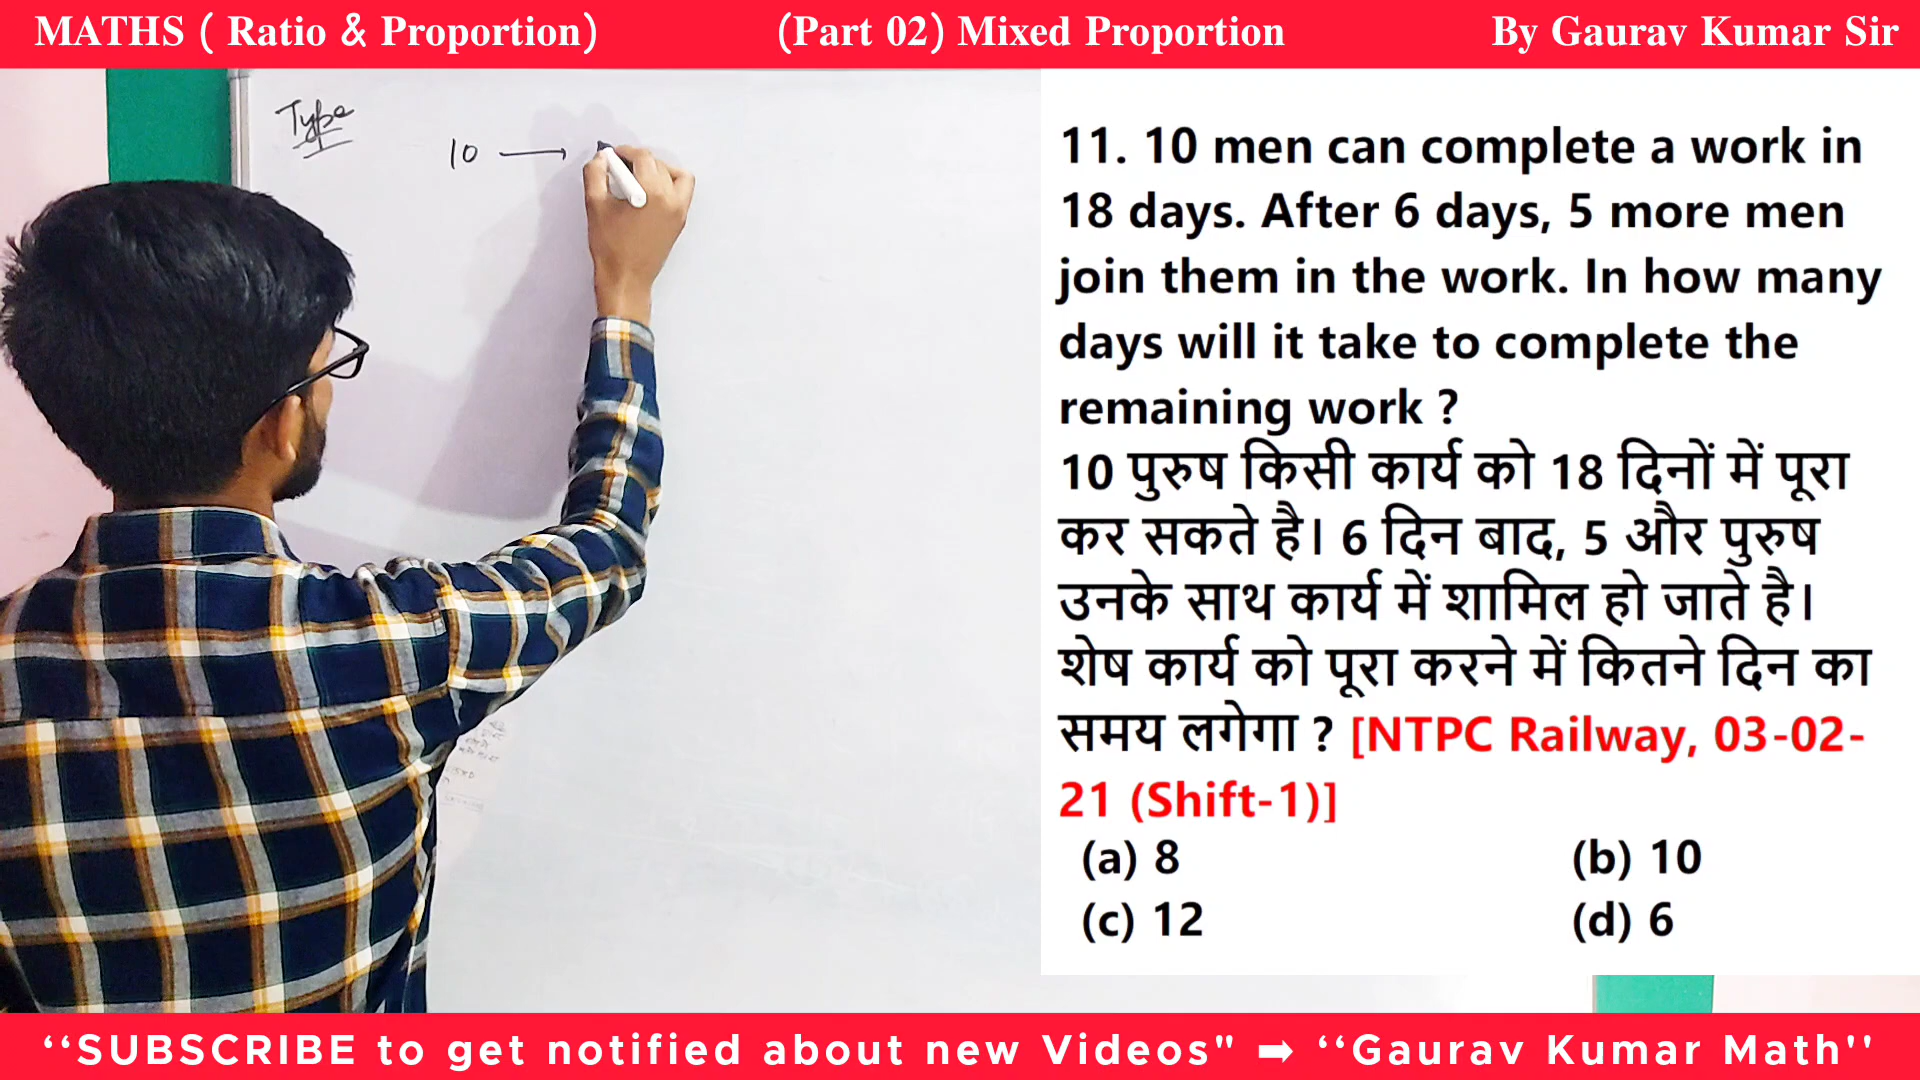 MATHS ( Ratio & Proportion) (Part 02) Mixed Proportion By Gaurav Kumar Sir
Type
10 →
11. 10 men can complete a work in
18 days. After 6 days, 5 more men
join them in the work. In how many
days will it take to complete the
remaining work ?
10 पुरुष किसी कार्य को 18 दिनों में पूरा
कर सकते है। 6 दिन बाद, 5 और पुरुष
उनके साथ कार्य में शामिल हो जाते है।
शेष कार्य को पूरा करने में कितने दिन का
समय लगेगा ? [NTPC Railway, 03-02-
21 (Shift-1)]
(a) 8 (b) 10
(c) 12 (d) 6
‘‘SUBSCRIBE to get notified about new Videos" ➡ ‘‘Gaurav Kumar Math''